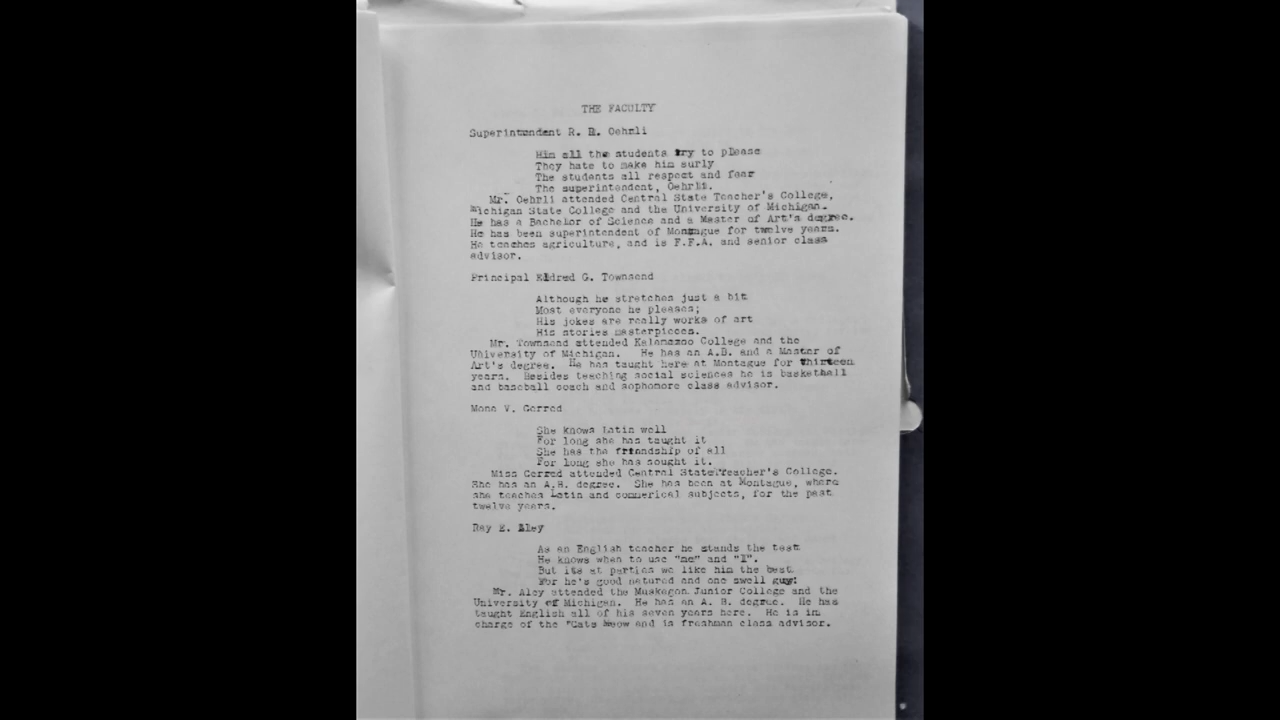 THE FACULTY
Superintendent R. R. Oehrli
Him all the students try to please
They hate to make him surly
The students all respect and fear
The superintendent, Oehrli.
Mr. Oehrli attended Central State Teacher's College,
Michigan State College and the University of Michigan.
He has a Bachelor of Science and a Master of Art's degree.
He has been superintendent of Montague for twelve years.
He teaches agriculture, and is F.F.A. and senior class
advisor.
Principal Eldred G. Townsend
Although he stretches just a bit
Most everyone he pleases;
His jokes are really works of art
His stories masterpieces.
Mr. Townsend attended Kalamazoo College and the
University of Michigan. He has an A.B. and a Master of
Art's degree. He has taught here at Montague for thirteen
years. Besides teaching social sciences he is basketball
and baseball coach and sophomore class advisor.
Mona V. Gerred
She knows Latin well
For long she has taught it
She has the friendship of all
For long she has sought it.
Miss Gerred attended Central State Teacher's College.
She has an A.B. degree. She has been at Montague, where
she teaches Latin and commerical subjects, for the past
twelve years.
Ray E. Aley
As an English teacher he stands the test
He knows when to use "me" and "I".
But its at parties we like him the best
For he's good natured and one swell guy!
Mr. Aley attended the Muskegon Junior College and the
University of Michigan. He has an A. B. degree. He has
taught English all of his seven years here. He is in
charge of the "Cats Meow and is freshman class advisor.